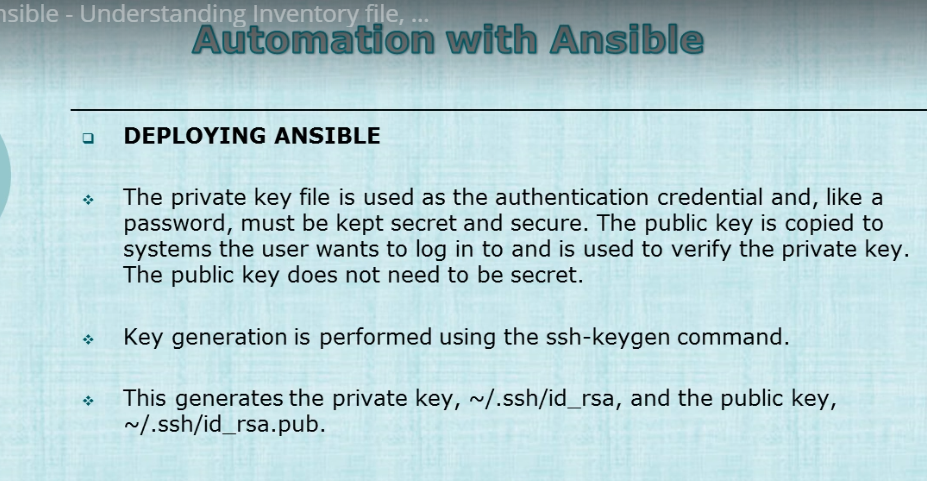 nsible - Understanding Inventory file, ...
Automation with Ansible
DEPLOYING ANSIBLE
The private key file is used as the authentication credential and, like a
password, must be kept secret and secure. The public key is copied to
systems the user wants to log in to and is used to verify the private key.
The public key does not need to be secret.
Key generation is performed using the ssh-keygen command.
This generates the private key, ~/.ssh/id_rsa, and the public key,
~/.ssh/id_rsa.pub.